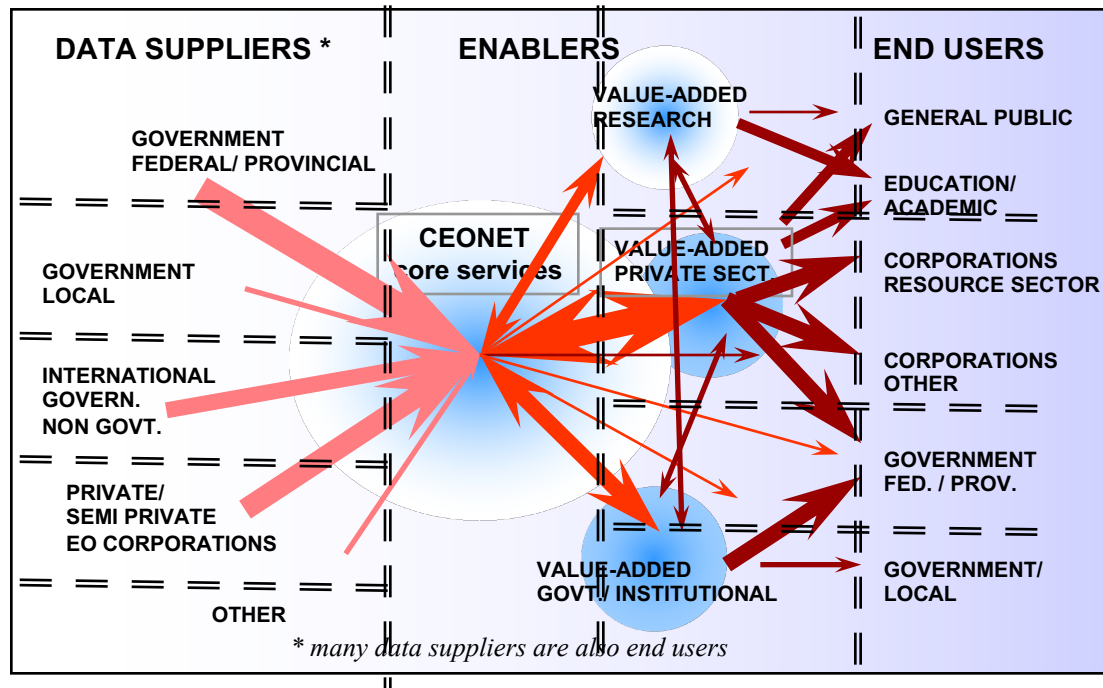 DATA SUPPLIERS *
ENABLERS
END USERS
GOVERNMENT
FEDERAL/ PROVINCIAL
GOVERNMENT
LOCAL
INTERNATIONAL
GOVERN.
NON GOVT.
PRIVATE/
SEMI PRIVATE
EO CORPORATIONS
OTHER
CEONET
core services
VALUE-ADDED
RESEARCH
VALUE-ADDED
PRIVATE SECT
VALUE-ADDED
GOVT./ INSTITUTIONAL
GENERAL PUBLIC
EDUCATION/
ACADEMIC
CORPORATIONS
RESOURCE SECTOR
CORPORATIONS
OTHER
GOVERNMENT
FED. / PROV.
GOVERNMENT/
LOCAL
* many data suppliers are also end users